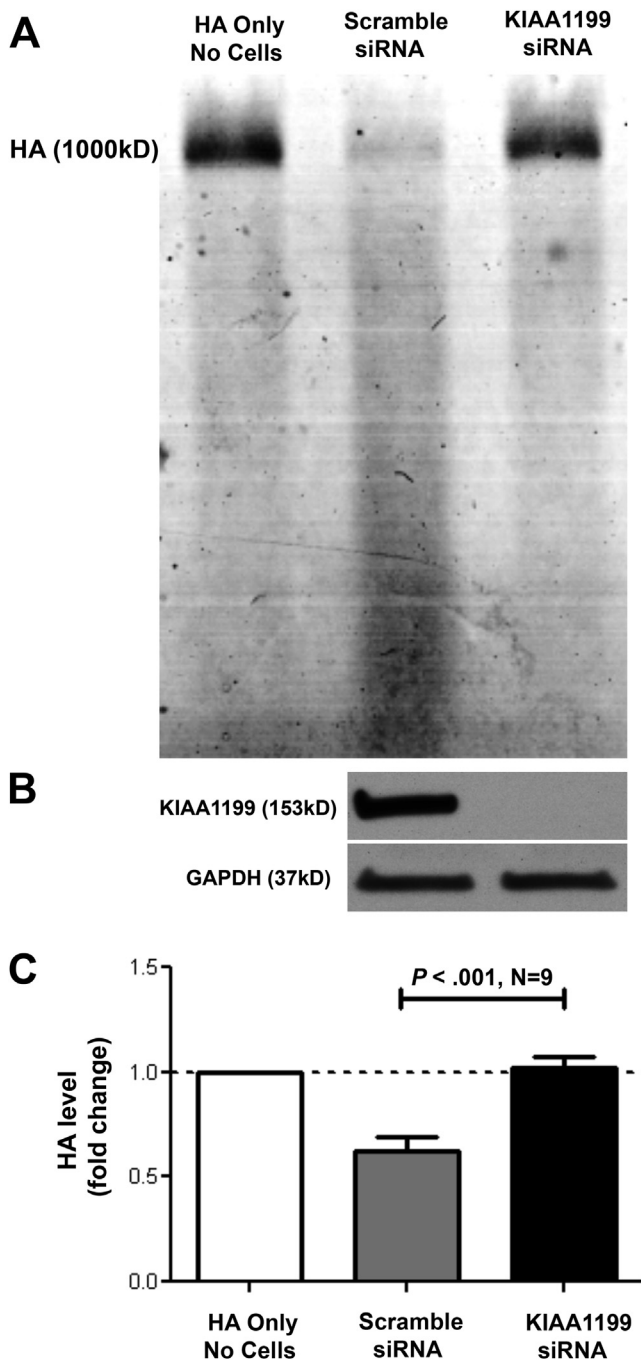 A
HA Only
No Cells
Scramble
siRNA
KIAA1199
siRNA
HA (1000kD)
B
KIAA1199 (153kD)
GAPDH (37kD)
C
1.5
P < .001, N=9
1.0
0.5
0.0
HA level
(fold change)
HA Only
No Cells
Scramble
siRNA
KIAA1199
siRNA